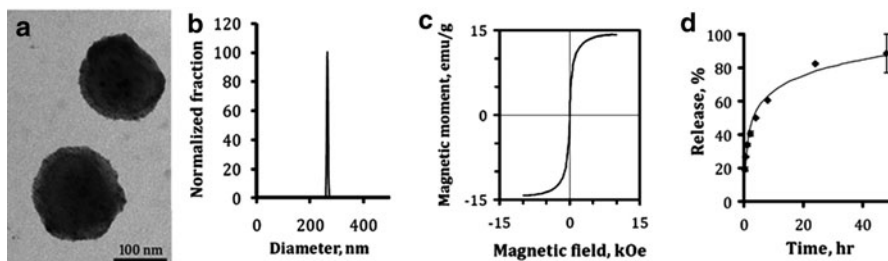 a
100 nm
b
Normalized fraction
120
100
80
60
40
20
0
0
200
400
Diameter, nm
c
Magnetic moment, emu/g
15
0
-15
-15
0
15
Magnetic field, kOe
d
Release, %
100
80
60
40
20
0
0
20
40
Time, hr